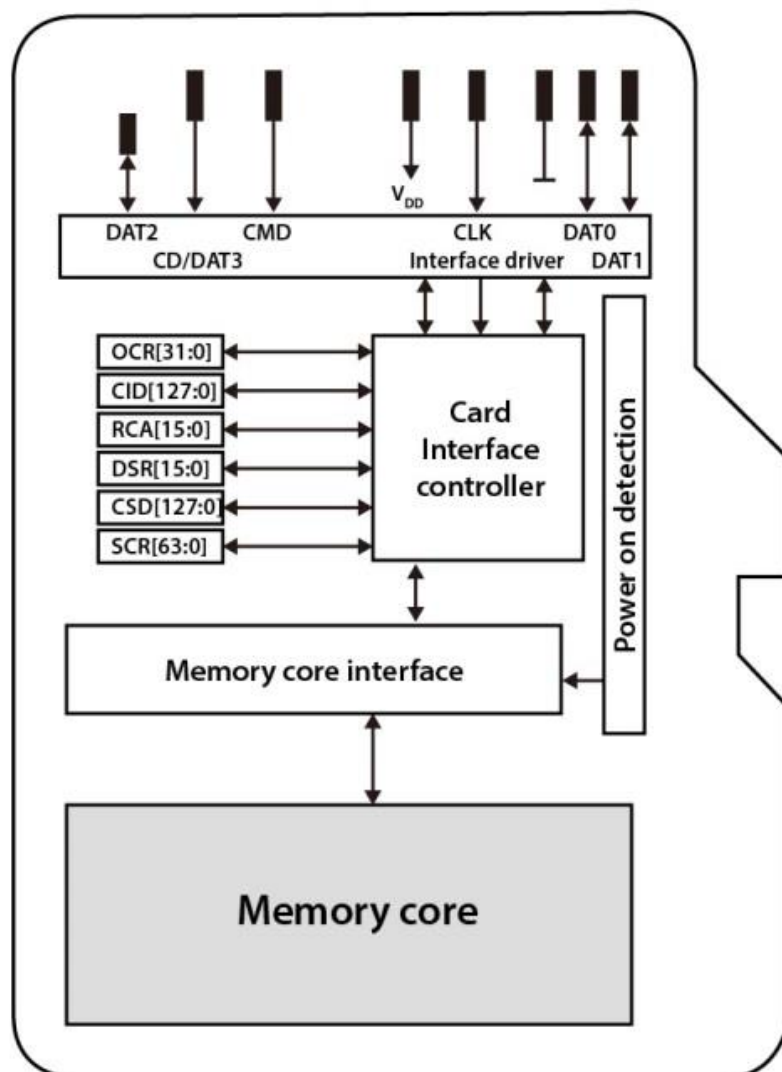 V_DD
DAT2 CMD CLK DAT0
CD/DAT3 Interface driver DAT1
OCR[31:0]
CID[127:0]
RCA[15:0]
DSR[15:0]
CSD[127:0]
SCR[63:0]
Card
Interface
controller
Power on detection
Memory core interface
Memory core